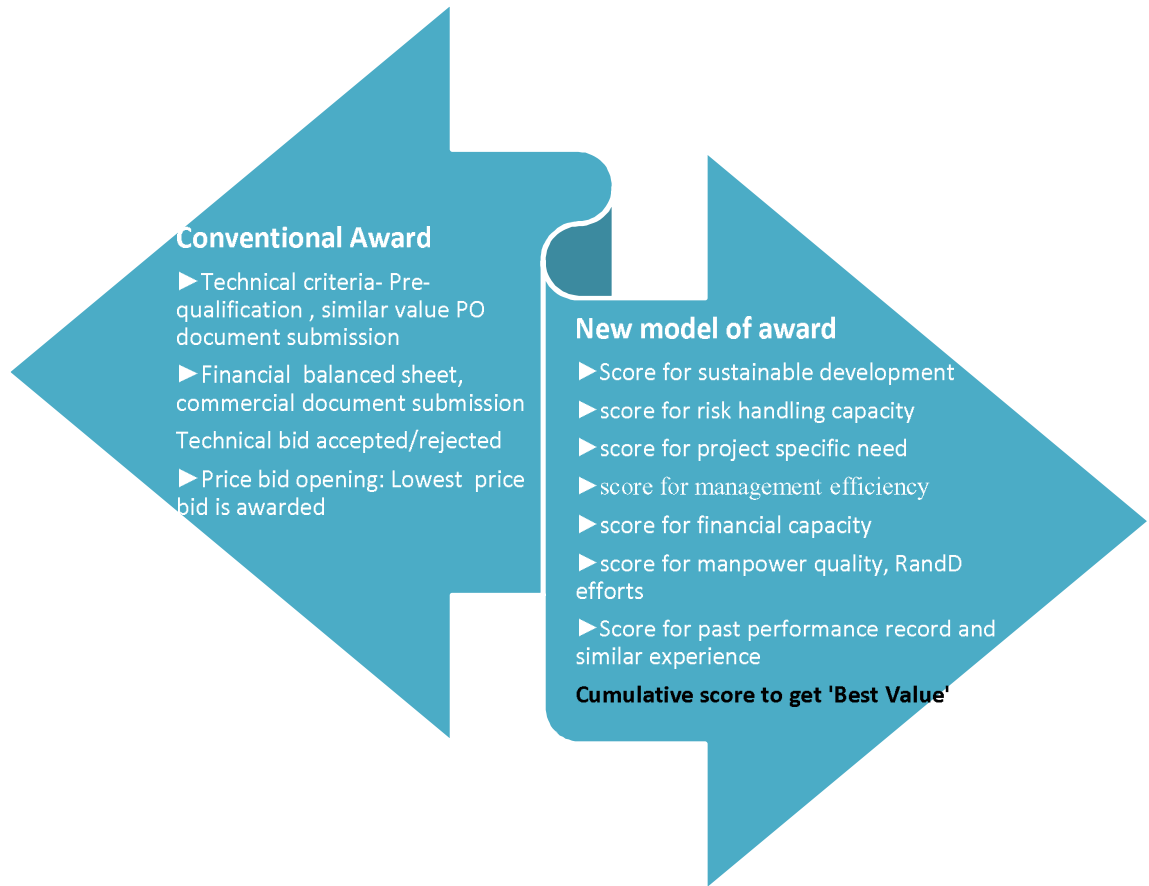 Conventional Award
►Technical criteria- Pre-
qualification , similar value PO
document submission
►Financial  balanced sheet,
commercial document submission
Technical bid accepted/rejected
►Price bid opening: Lowest  price
bid is awarded
New model of award
►Score for sustainable development
►score for risk handling capacity
►score for project specific need
►score for management efficiency
►score for financial capacity
►score for manpower quality, RandD
efforts
►Score for past performance record and
similar experience
Cumulative score to get 'Best Value'